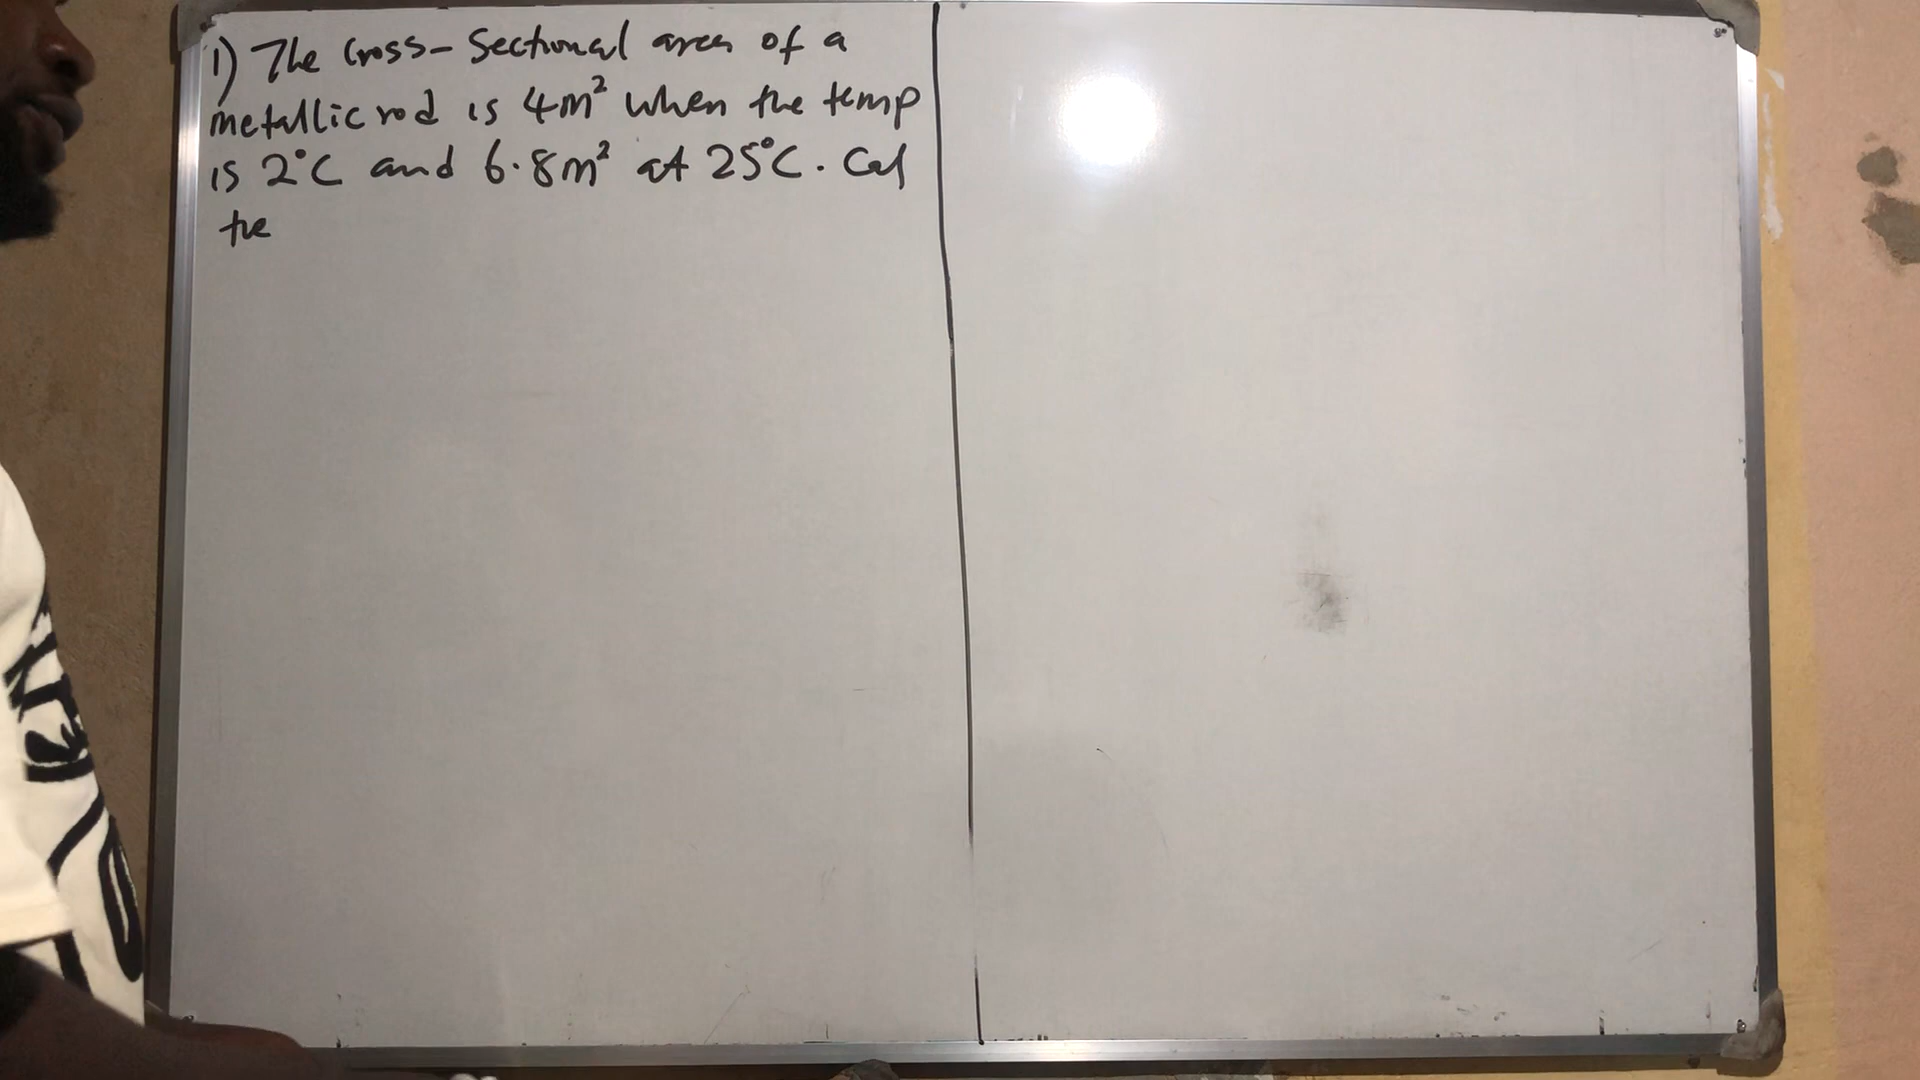 1) The Cross-Sectional area of a
metallic rod is 4m² when the temp
is 2°C and 6.8m² at 25°C. Cal
the